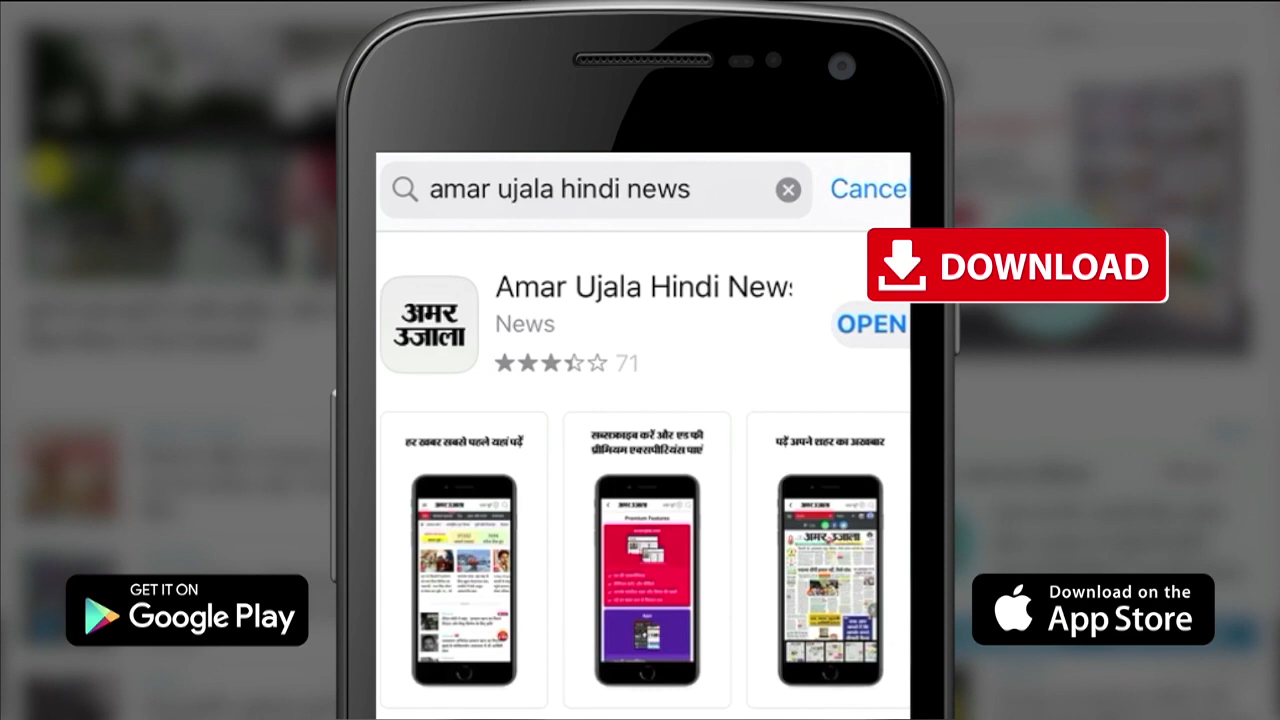 amar ujala hindi news
Cancel
DOWNLOAD
अमर
उजाला
Amar Ujala Hindi News
News
71
OPEN
हर खबर सबसे पहले यहां पढ़ें
सब्सक्राइब करें और एड फ्री
प्रीमियम एक्सपीरियंस पाएं
पढ़ें अपने शहर का अखबार
Premium Features
अमर उजाला
GET IT ON
Google Play
Download on the
App Store